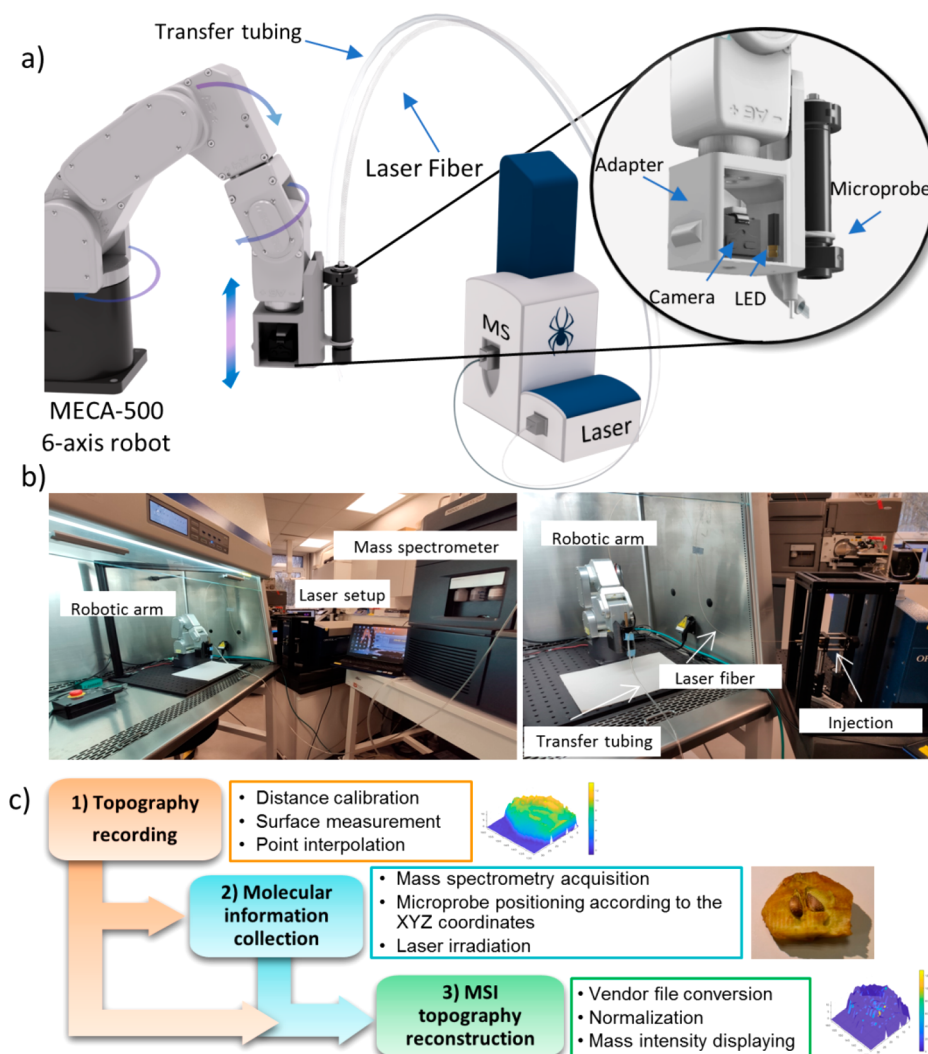 a)
Transfer tubing
Laser Fiber
MECA-500
6-axis robot
MS
Laser
Adapter
Microprobe
Camera
LED
b)
Mass spectrometer
Laser setup
Robotic arm
Robotic arm
Laser fiber
Injection
Transfer tubing
c)
1) Topography
recording
• Distance calibration
• Surface measurement
• Point interpolation
2) Molecular
information
collection
• Mass spectrometry acquisition
• Microprobe positioning according to the
XYZ coordinates
• Laser irradiation
3) MSI
topography
reconstruction
• Vendor file conversion
• Normalization
• Mass intensity displaying